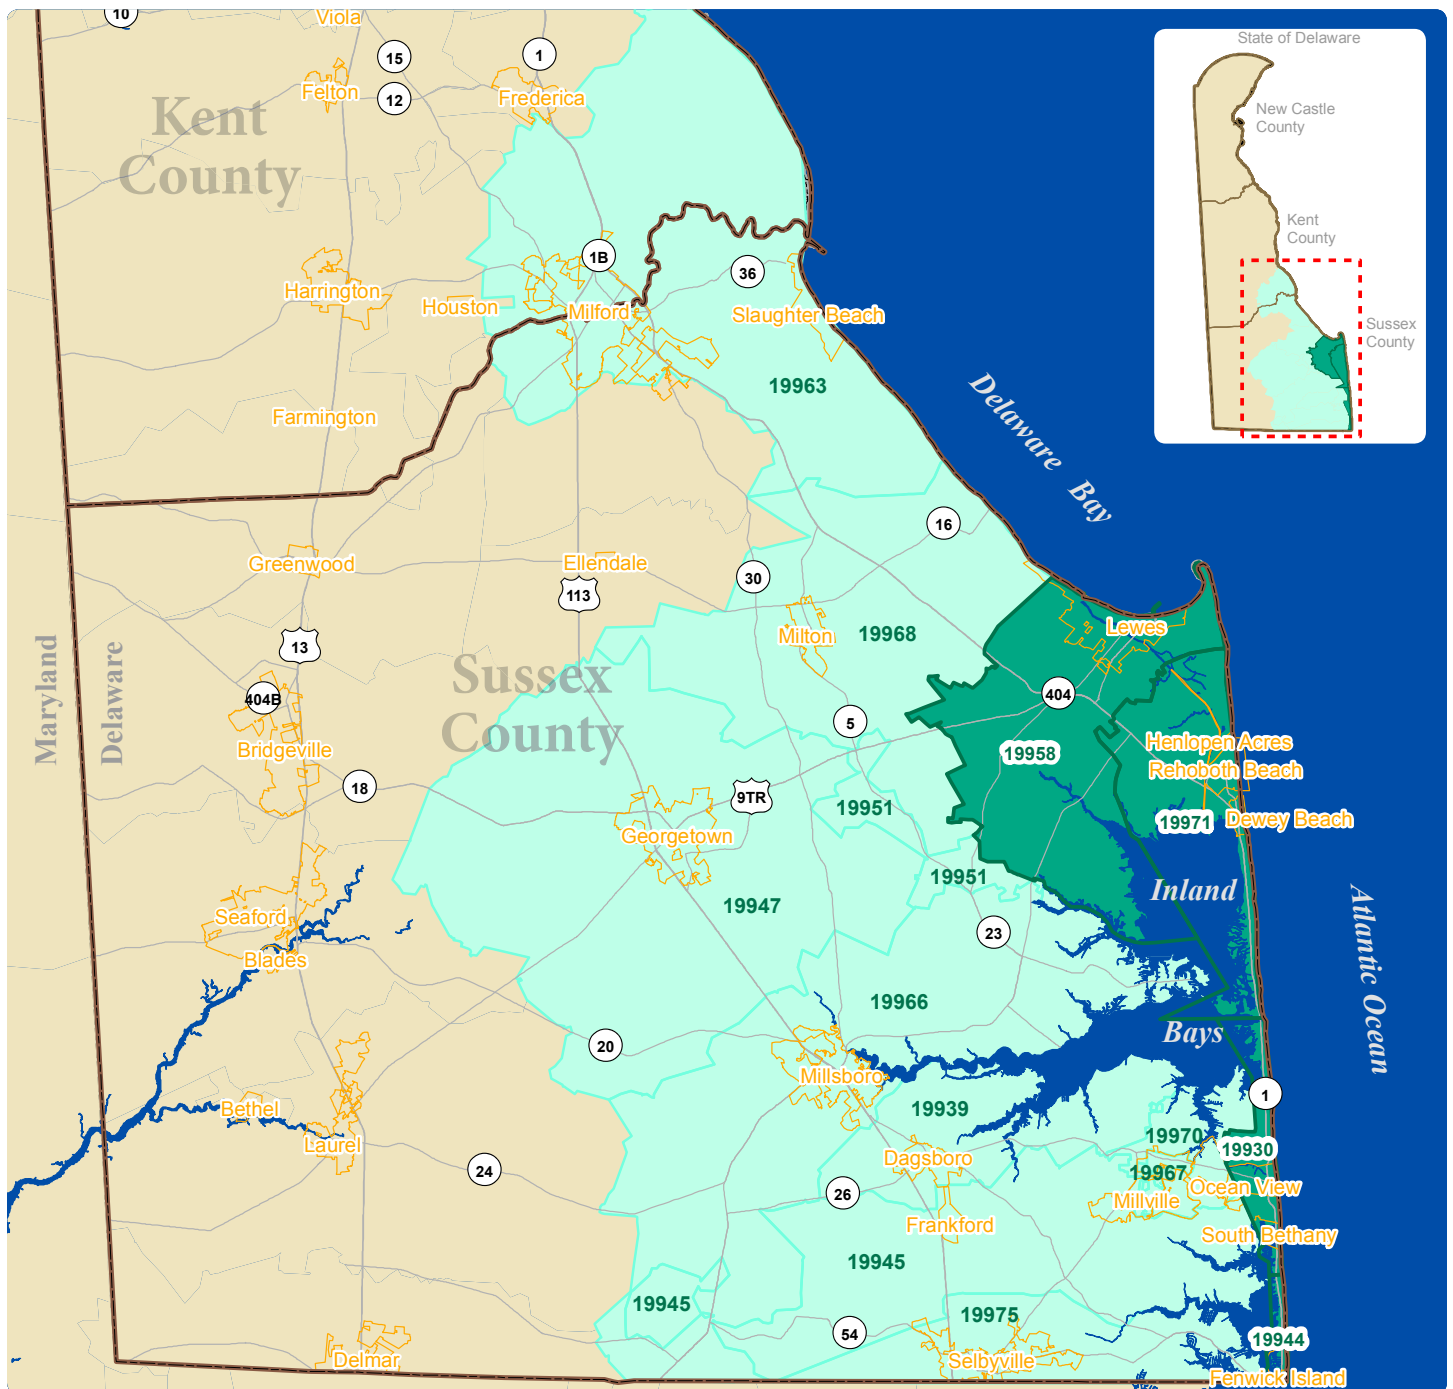 10
Viola
15
1
12
Felton
Frederica
Kent
County
State of Delaware
New Castle
County
Kent
County
Sussex
County
1B
36
Harrington
Houston
Milford
Slaughter Beach
19963
Farmington
Delaware Bay
16
Greenwood
Ellendale
30
113
Milton
19968
Lewes
13
Maryland
Delaware
Sussex
County
404B
404
5
Bridgeville
19958
Henlopen Acres
Rehoboth Beach
18
9TR
19951
19971
Dewey Beach
Georgetown
19951
Inland
19947
Seaford
23
Blades
Atlantic Ocean
19966
20
Bays
Millsboro
1
Bethel
19939
19970
19930
Laurel
Dagsboro
19967
24
26
Millville
Ocean View
Frankford
South Bethany
19945
19945
19975
54
19944
Delmar
Selbyville
Fenwick Island